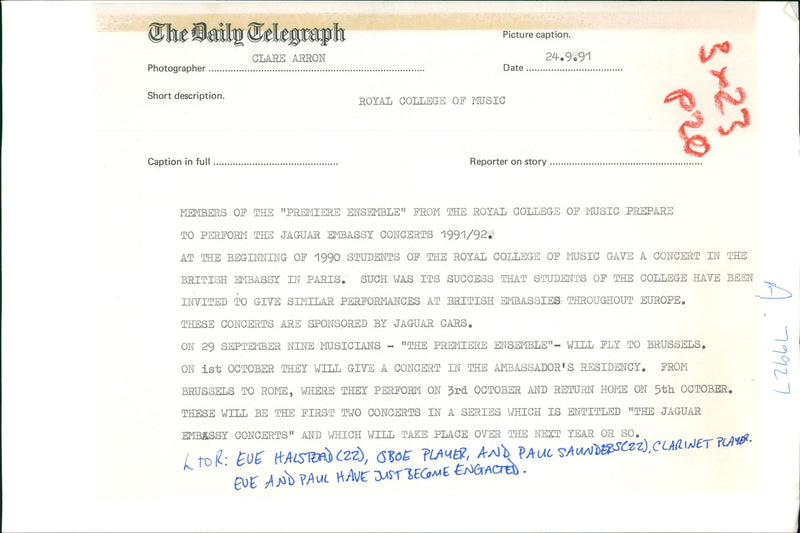 The Daily Telegraph
Picture caption.
CLARE ARRON
24.9.91
Photographer
Date
Short description.
ROYAL COLLEGE OF MUSIC
3 x 23
P20
Caption in full
Reporter on story
MEMBERS OF THE "PREMIERE ENSEMBLE" FROM THE ROYAL COLLEGE OF MUSIC PREPARE
TO PERFORM THE JAGUAR EMBASSY CONCERTS 1991/92.
AT THE BEGINNING OF 1990 STUDENTS OF THE ROYAL COLLEGE OF MUSIC GAVE A CONCERT IN THE
BRITISH EMBASSY IN PARIS. SUCH WAS ITS SUCCESS THAT STUDENTS OF THE COLLEGE HAVE BEEN
INVITED TO GIVE SIMILAR PERFORMANCES AT BRITISH EMBASSIES THROUGHOUT EUROPE.
THESE CONCERTS ARE SPONSORED BY JAGUAR CARS.
ON 29 SEPTEMBER NINE MUSICIANS - "THE PREMIERE ENSEMBLE"- WILL FLY TO BRUSSELS.
ON 1st OCTOBER THEY WILL GIVE A CONCERT IN THE AMBASSADOR'S RESIDENCY. FROM
BRUSSELS TO ROME, WHERE THEY PERFORM ON 3rd OCTOBER AND RETURN HOME ON 5th OCTOBER.
THESE WILL BE THE FIRST TWO CONCERTS IN A SERIES WHICH IS ENTITLED "THE JAGUAR
EMBASSY CONCERTS" AND WHICH WILL TAKE PLACE OVER THE NEXT YEAR OR SO.
L TO R: EVE HALSTEAD (22), OBOE PLAYER, AND PAUL SAUNDERS (22), CLARINET PLAYER.
EVE AND PAUL HAVE JUST BECOME ENGAGED.